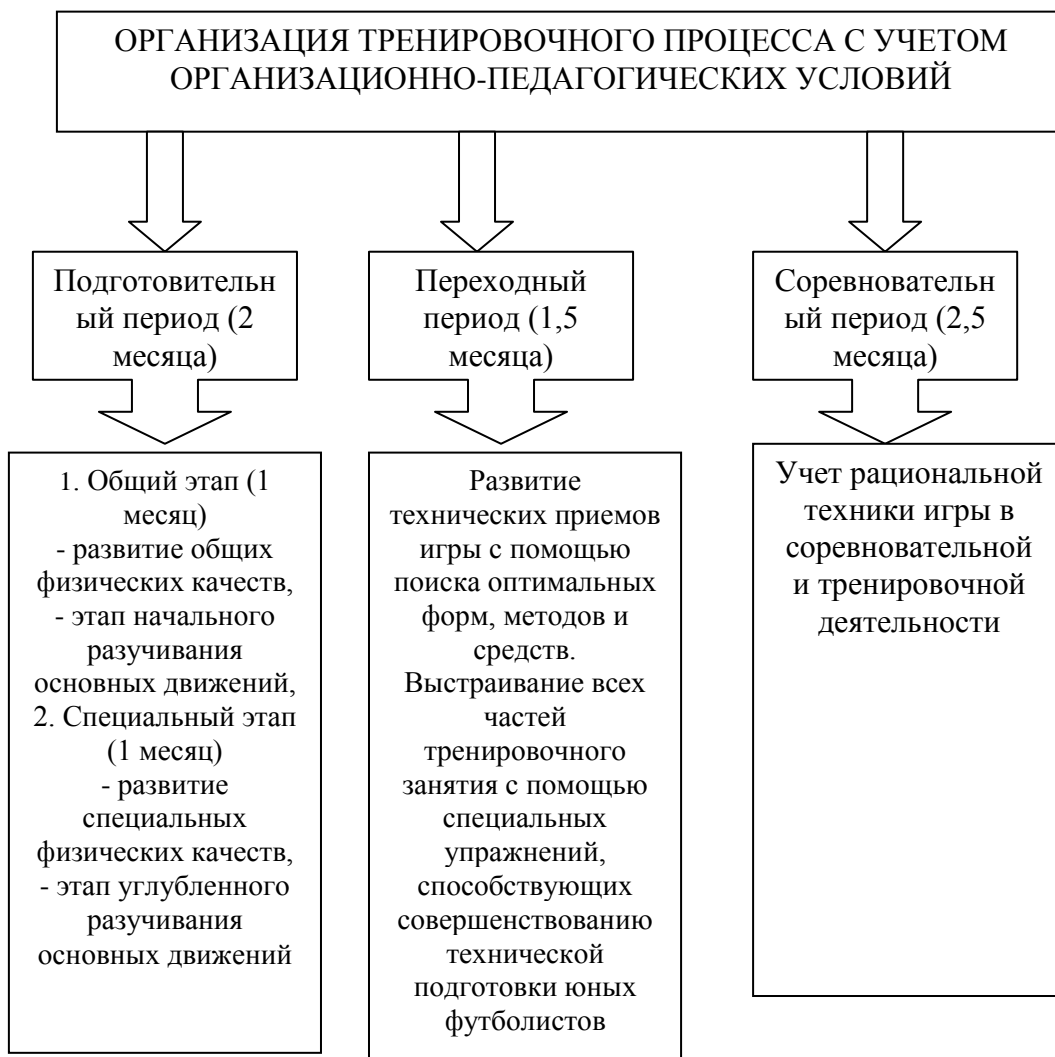 ОРГАНИЗАЦИЯ ТРЕНИРОВОЧНОГО ПРОЦЕССА С УЧЕТОМ
ОРГАНИЗАЦИОННО-ПЕДАГОГИЧЕСКИХ УСЛОВИЙ
Подготовительн
ый период (2
месяца)
Переходный
период (1,5
месяца)
Соревновательн
ый период (2,5
месяца)
1. Общий этап (1
месяц)
- развитие общих
физических качеств,
- этап начального
разучивания
основных движений,
2. Специальный этап
(1 месяц)
- развитие
специальных
физических качеств,
- этап углубленного
разучивания
основных движений
Развитие
технических приемов
игры с помощью
поиска оптимальных
форм, методов и
средств.
Выстраивание всех
частей
тренировочного
занятия с помощью
специальных
упражнений,
способствующих
совершенствованию
технической
подготовки юных
футболистов
Учет рациональной
техники игры в
соревновательной
и тренировочной
деятельности